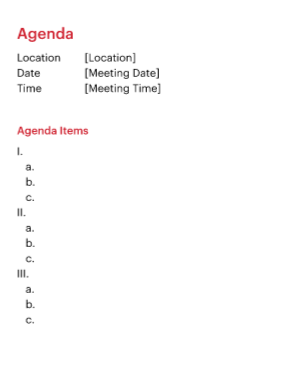 Agenda
Location [Location]
Date [Meeting Date]
Time [Meeting Time]
Agenda Items
I.
a.
b.
c.
II.
a.
b.
c.
III.
a.
b.
c.